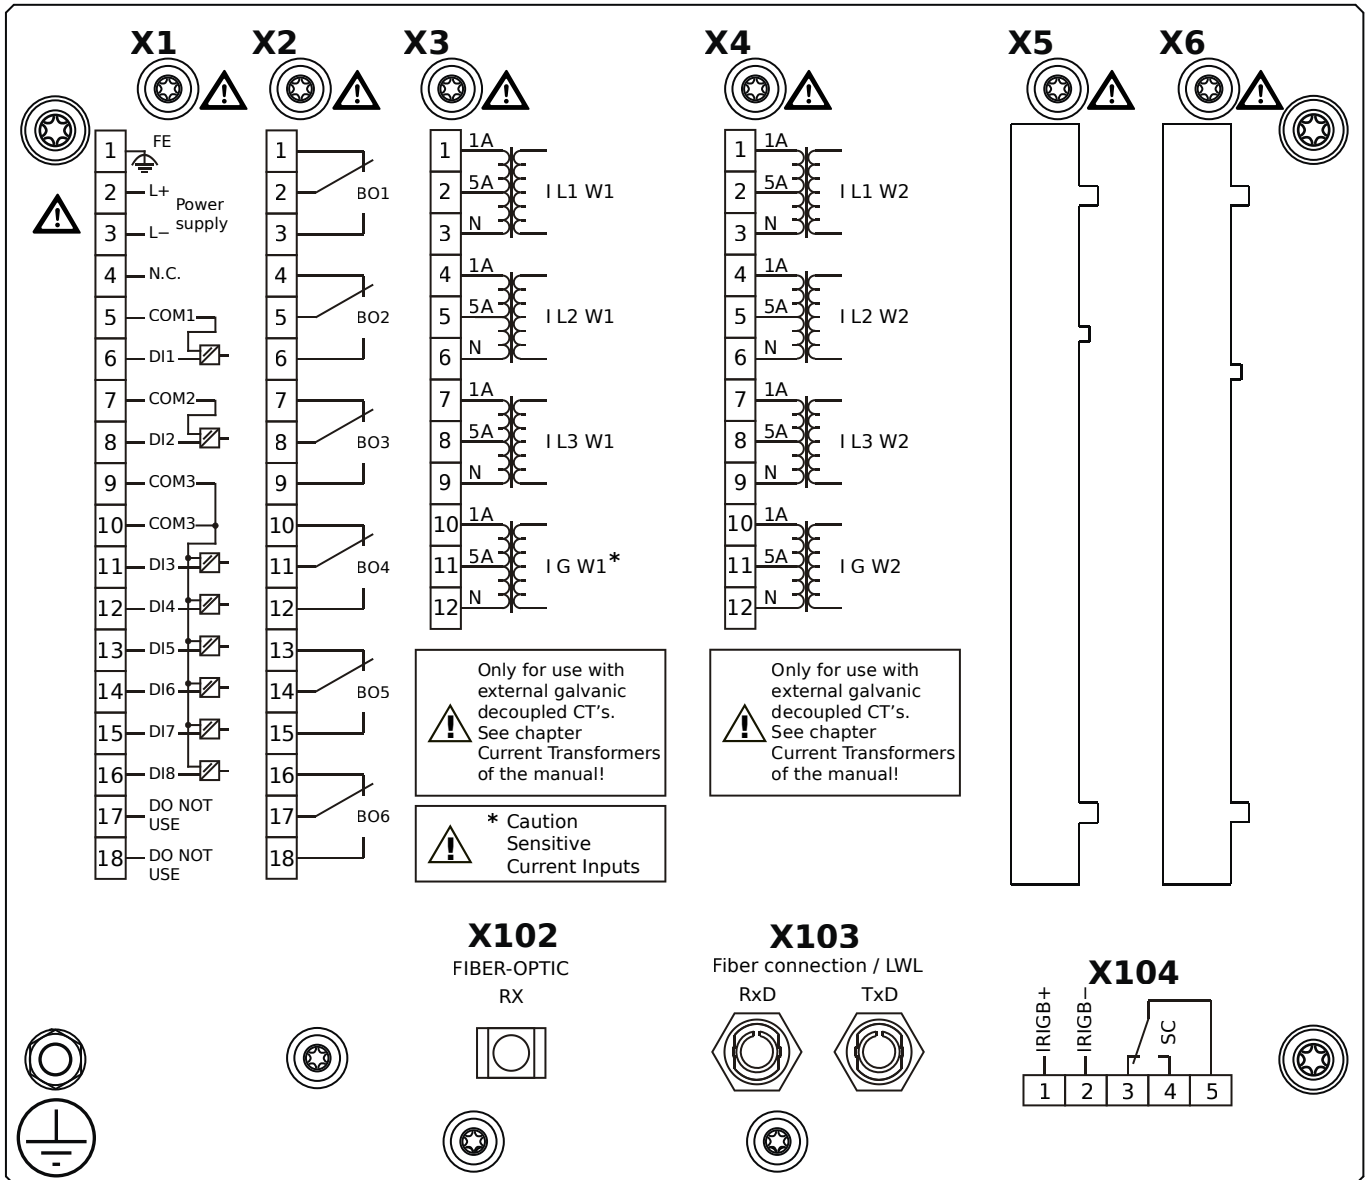 X1
X2
X3
X4
X5
X6
1 FE
2 L+
Power
supply
3 L−
4 N.C.
5 COM1
6 DI1
7 COM2
8 DI2
9 COM3
10 COM3
11 DI3
12 DI4
13 DI5
14 DI6
15 DI7
16 DI8
17 DO NOT
USE
18 DO NOT
USE
1
2 BO1
3
4
5 BO2
6
7
8 BO3
9
10
11 BO4
12
13
14 BO5
15
16
17 BO6
18
1 1A
2 5A I L1 W1
3 N
4 1A
5 5A I L2 W1
6 N
7 1A
8 5A I L3 W1
9 N
10 1A
11 5A I G W1*
12 N
Only for use with
external galvanic
decoupled CT's.
See chapter
Current Transformers
of the manual!
* Caution
Sensitive
Current Inputs
1 1A
2 5A I L1 W2
3 N
4 1A
5 5A I L2 W2
6 N
7 1A
8 5A I L3 W2
9 N
10 1A
11 5A I G W2
12 N
Only for use with
external galvanic
decoupled CT's.
See chapter
Current Transformers
of the manual!
X102
FIBER-OPTIC
RX
X103
Fiber connection / LWL
RxD TxD
X104
IRIGB+
IRIGB−
SC
1 2 3 4 5